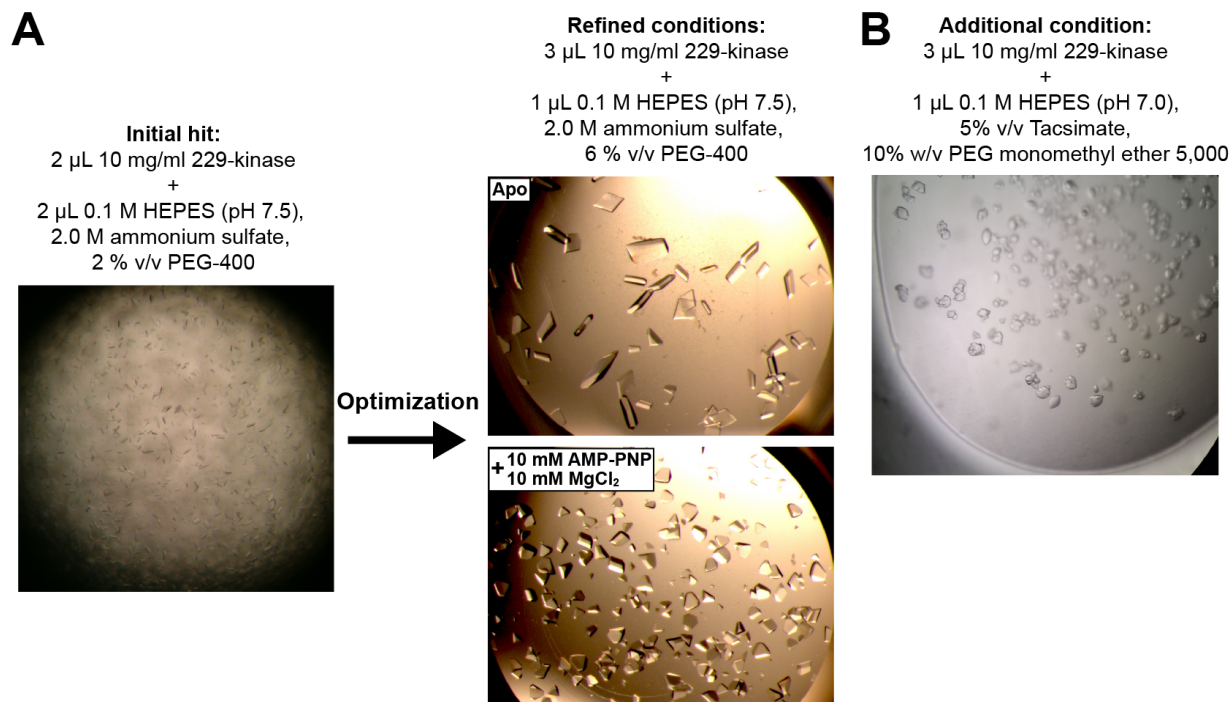 A
Initial hit:
2 µL 10 mg/ml 229-kinase
+
2 µL 0.1 M HEPES (pH 7.5),
2.0 M ammonium sulfate,
2 % v/v PEG-400
Optimization
Refined conditions:
3 µL 10 mg/ml 229-kinase
+
1 µL 0.1 M HEPES (pH 7.5),
2.0 M ammonium sulfate,
6 % v/v PEG-400
Apo
+ 10 mM AMP-PNP
10 mM MgCl₂
B
Additional condition:
3 µL 10 mg/ml 229-kinase
+
1 µL 0.1 M HEPES (pH 7.0),
5% v/v Tacsimate,
10% w/v PEG monomethyl ether 5,000